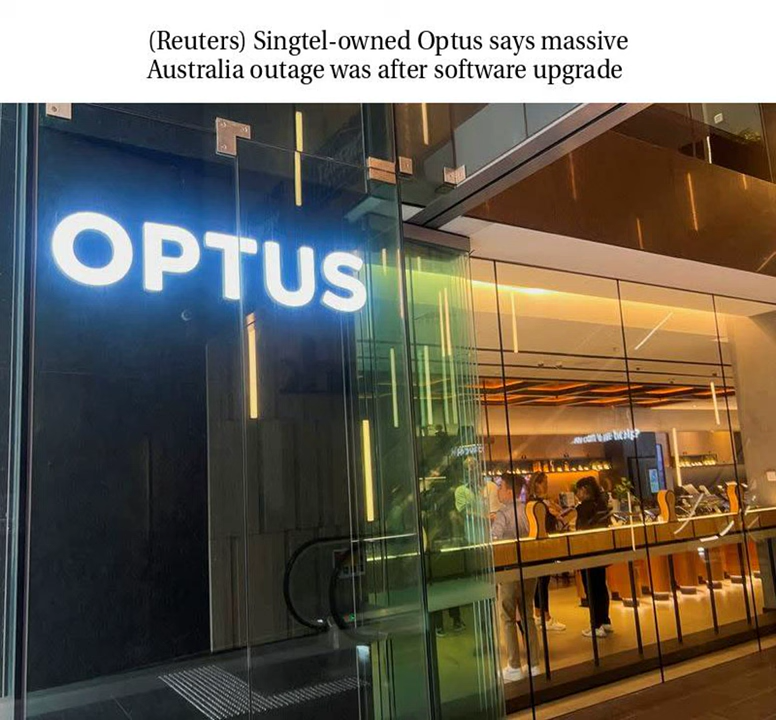 (Reuters) Singtel-owned Optus says massive
Australia outage was after software upgrade
OPTUS